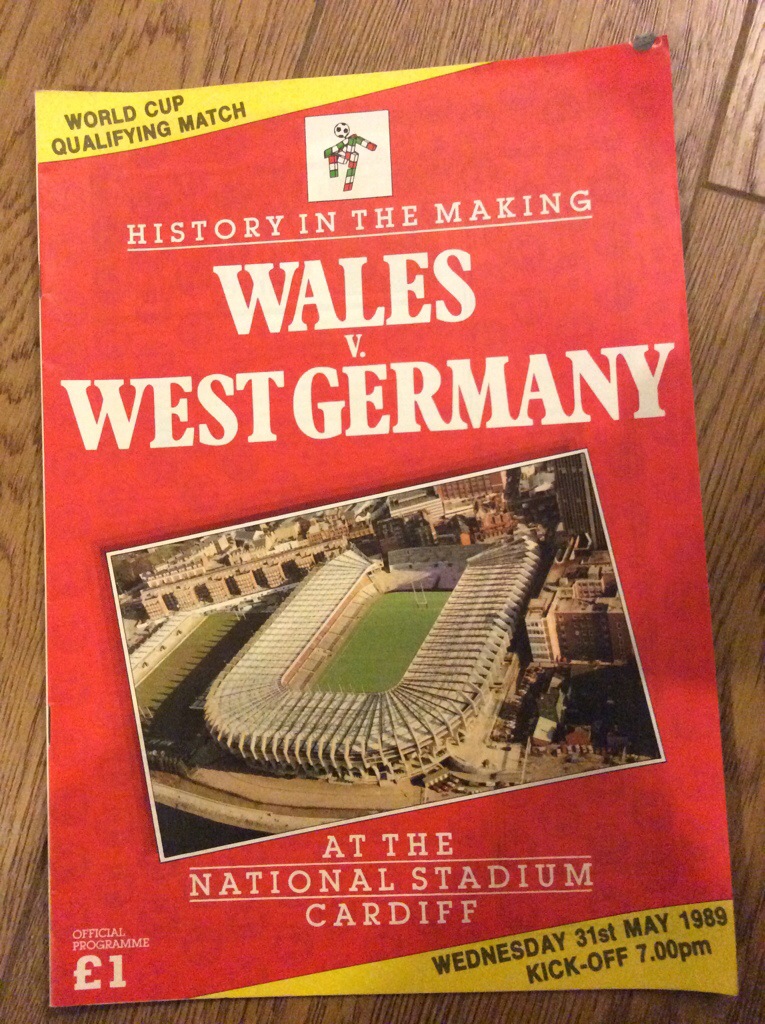 WORLD CUP
QUALIFYING MATCH
HISTORY IN THE MAKING
WALES
V.
WEST GERMANY
AT THE
NATIONAL STADIUM
CARDIFF
OFFICIAL
PROGRAMME
£1
WEDNESDAY 31st MAY 1989
KICK-OFF 7.00pm